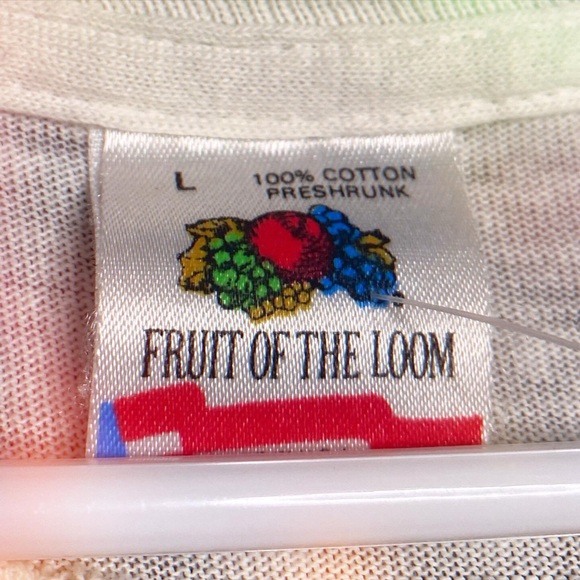 L
100% COTTON
PRESHRUNK
FRUIT OF THE LOOM